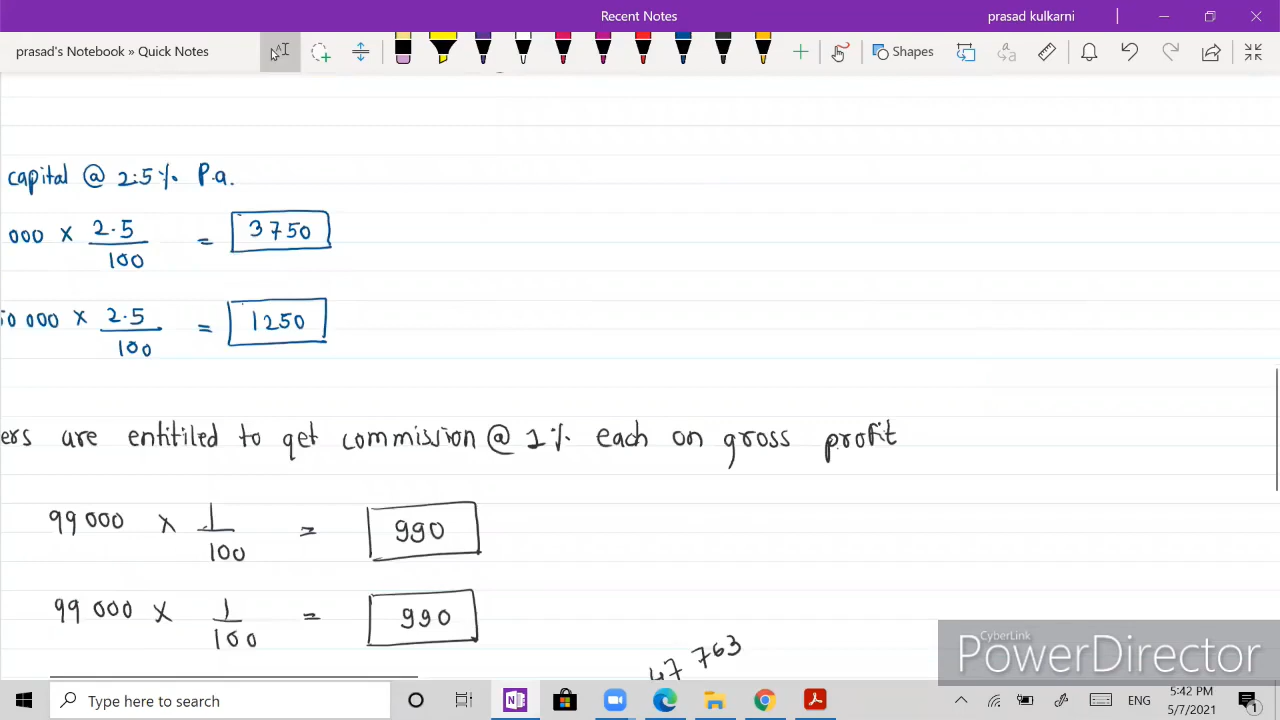 Recent Notes
prasad kulkarni
prasad's Notebook » Quick Notes
Shapes
capital @ 2.5% P.a.
000 x 2.5
100
= 3750
50 000 x 2.5
100
= 1250
ers are entitiled to get commission @ 1% each on gross profit
99 000 x 1
100
= 990
99 000 x 1
100
= 990
47 763
CyberLink
PowerDirector
Type here to search
ENG
5:42 PM
5/7/2021
1